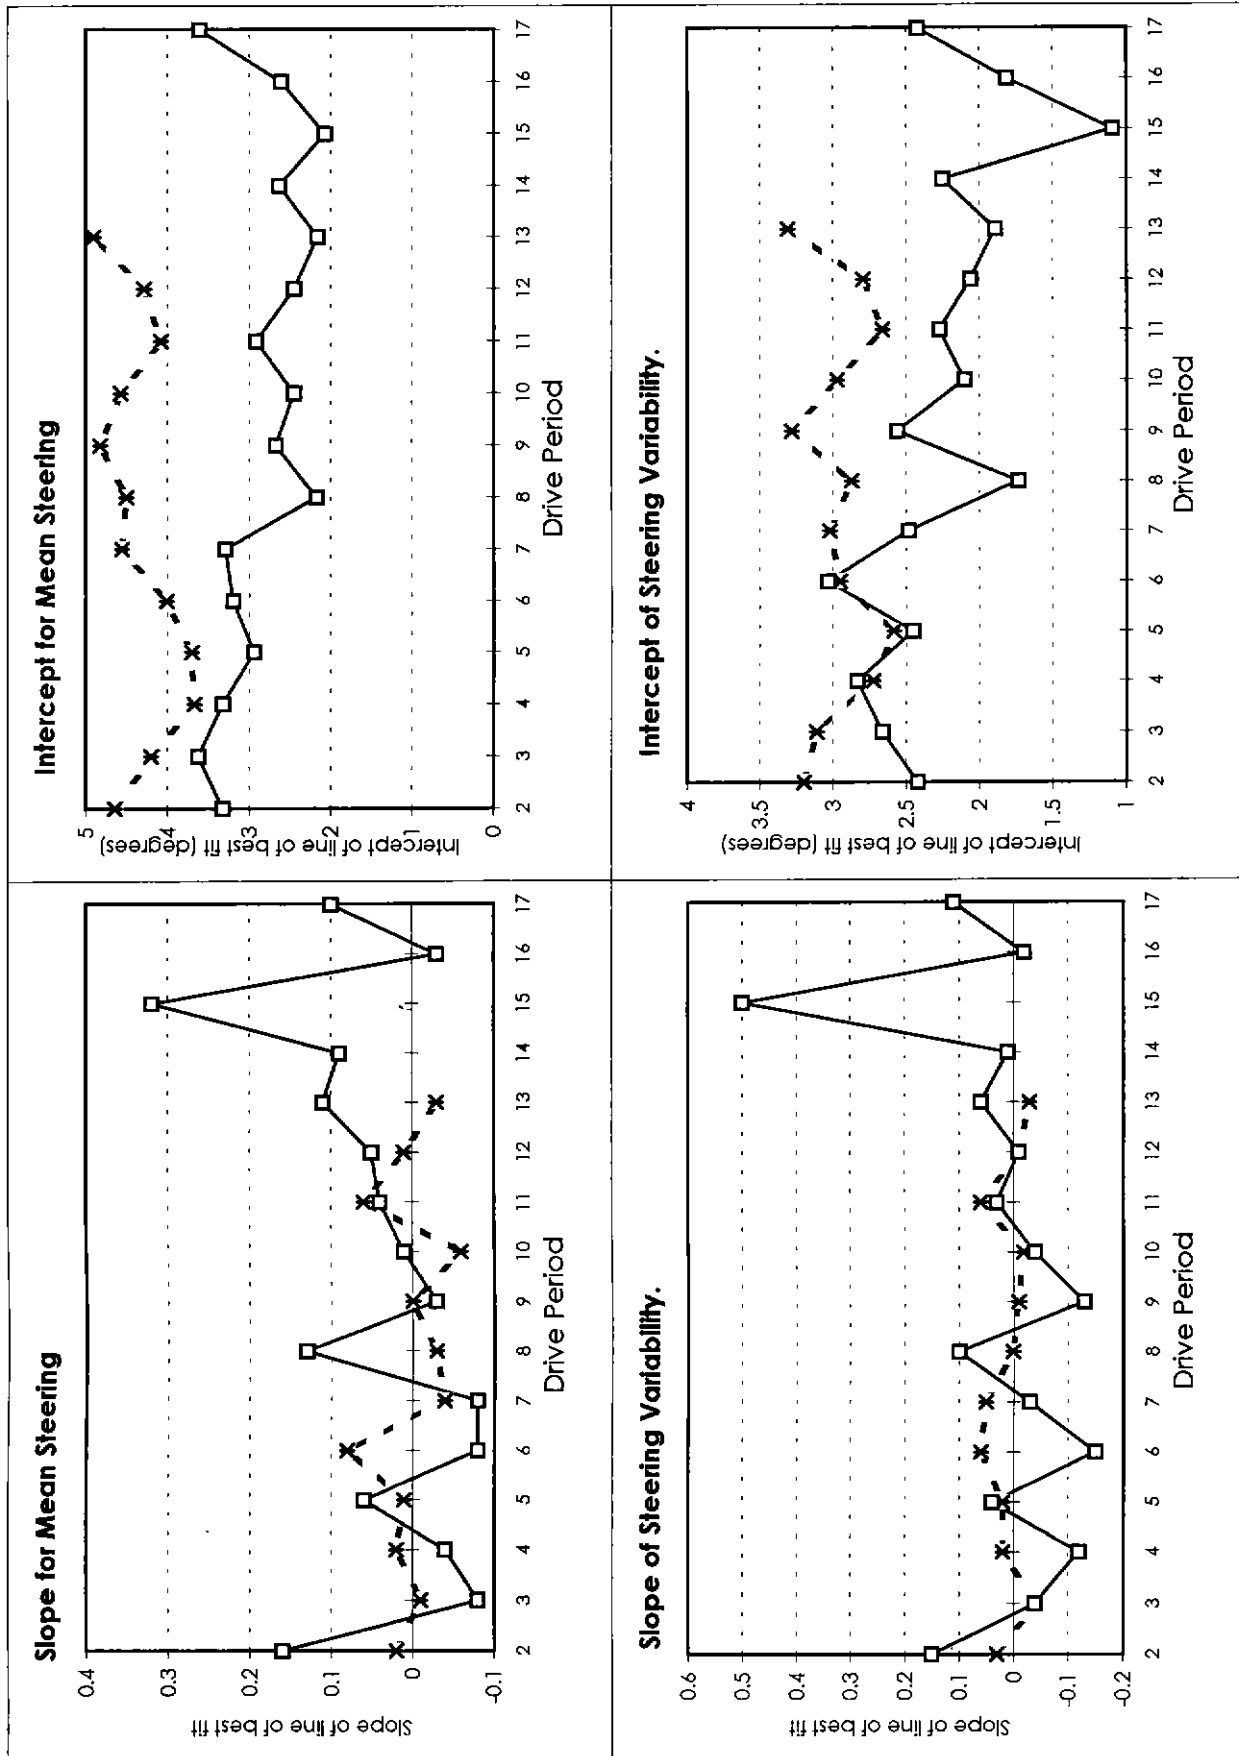 Slope for Mean Steering
0.4
0.3
0.2
0.1
0
-0.1
Slope of line of best fit
2 3 4 5 6 7 8 9 10 11 12 13 14 15 16 17
Drive Period
Intercept for Mean Steering
5
4
3
2
1
0
Intercept of line of best fit (degrees)
2 3 4 5 6 7 8 9 10 11 12 13 14 15 16 17
Drive Period
Slope of Steering Variability.
0.6
0.5
0.4
0.3
0.2
0.1
0
-0.1
-0.2
Slope of line of best fit
2 3 4 5 6 7 8 9 10 11 12 13 14 15 16 17
Drive Period
Intercept of Steering Variability.
4
3.5
3
2.5
2
1.5
1
Intercept of line of best fit (degrees)
2 3 4 5 6 7 8 9 10 11 12 13 14 15 16 17
Drive Period